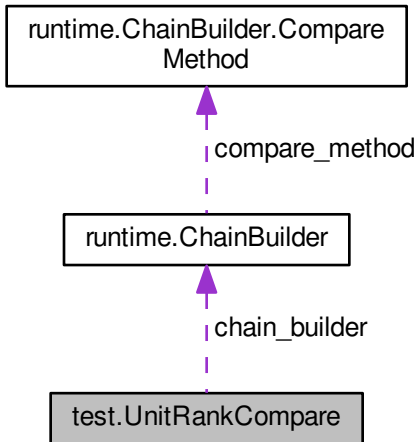 runtime.ChainBuilder.Compare
Method
compare_method
runtime.ChainBuilder
chain_builder
test.UnitRankCompare